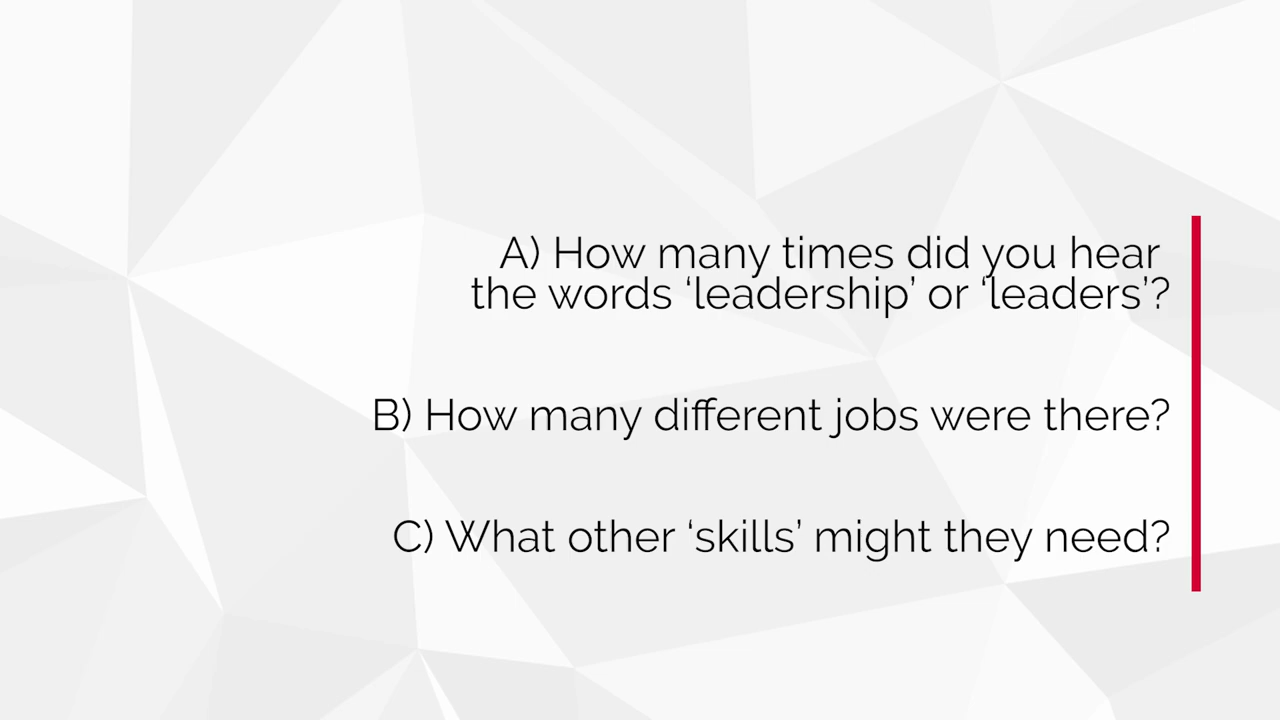 A) How many times did you hear
the words ‘leadership’ or ‘leaders’?
B) How many different jobs were there?
C) What other ‘skills’ might they need?